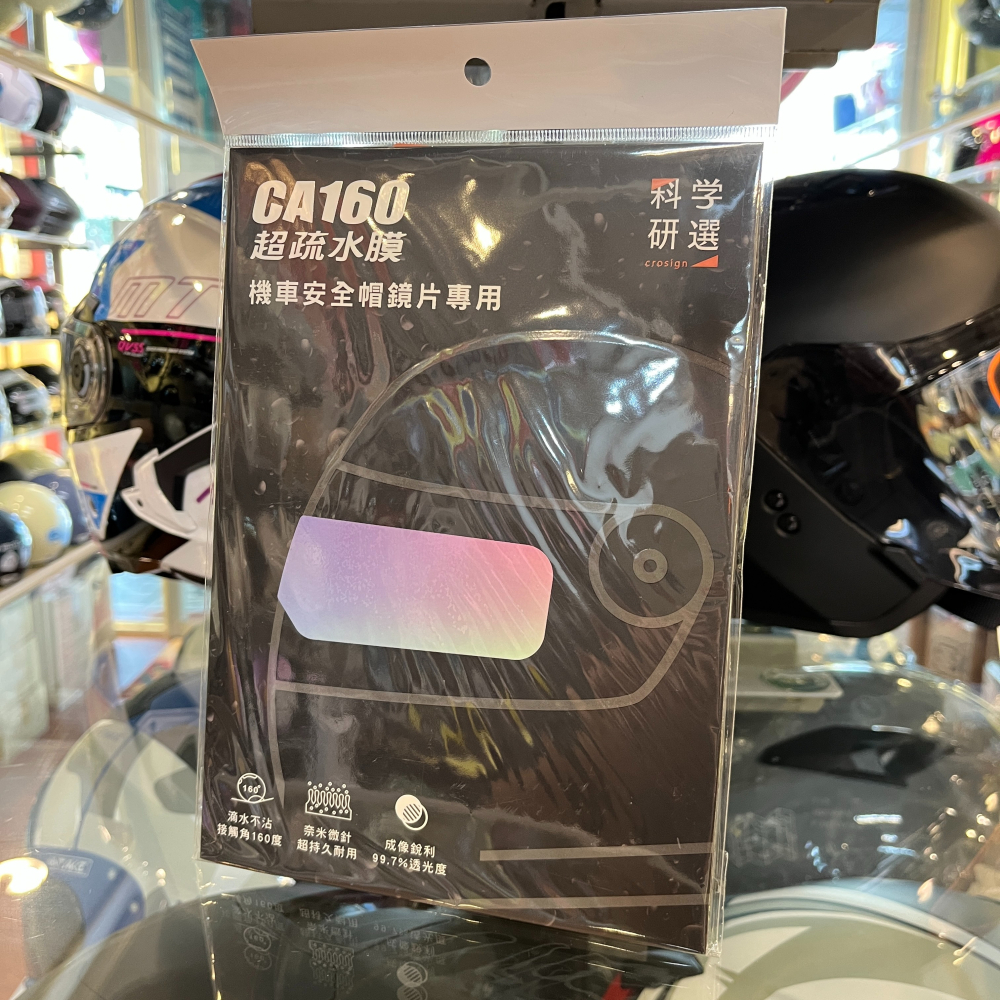 CA160
超疏水膜
機車安全帽鏡片專用
科学
研選
crosign
160°
滴水不沾
接觸角160度
奈米微針
超持久耐用
成像銳利
99.7%透光度
MT